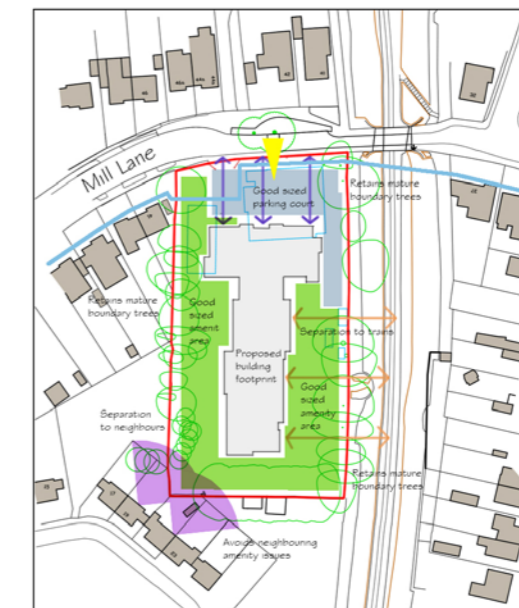 Mill Lane
Good sized
parking court
Retains mature
boundary trees
Retains mature
boundary trees
Good
sized
ament
area
Separation to trains
Proposed
building
footprint
Good
sized
amenity
area
Separation
to neighbours
Retains mature
boundary trees
Avoids neighbouring
amenity issues